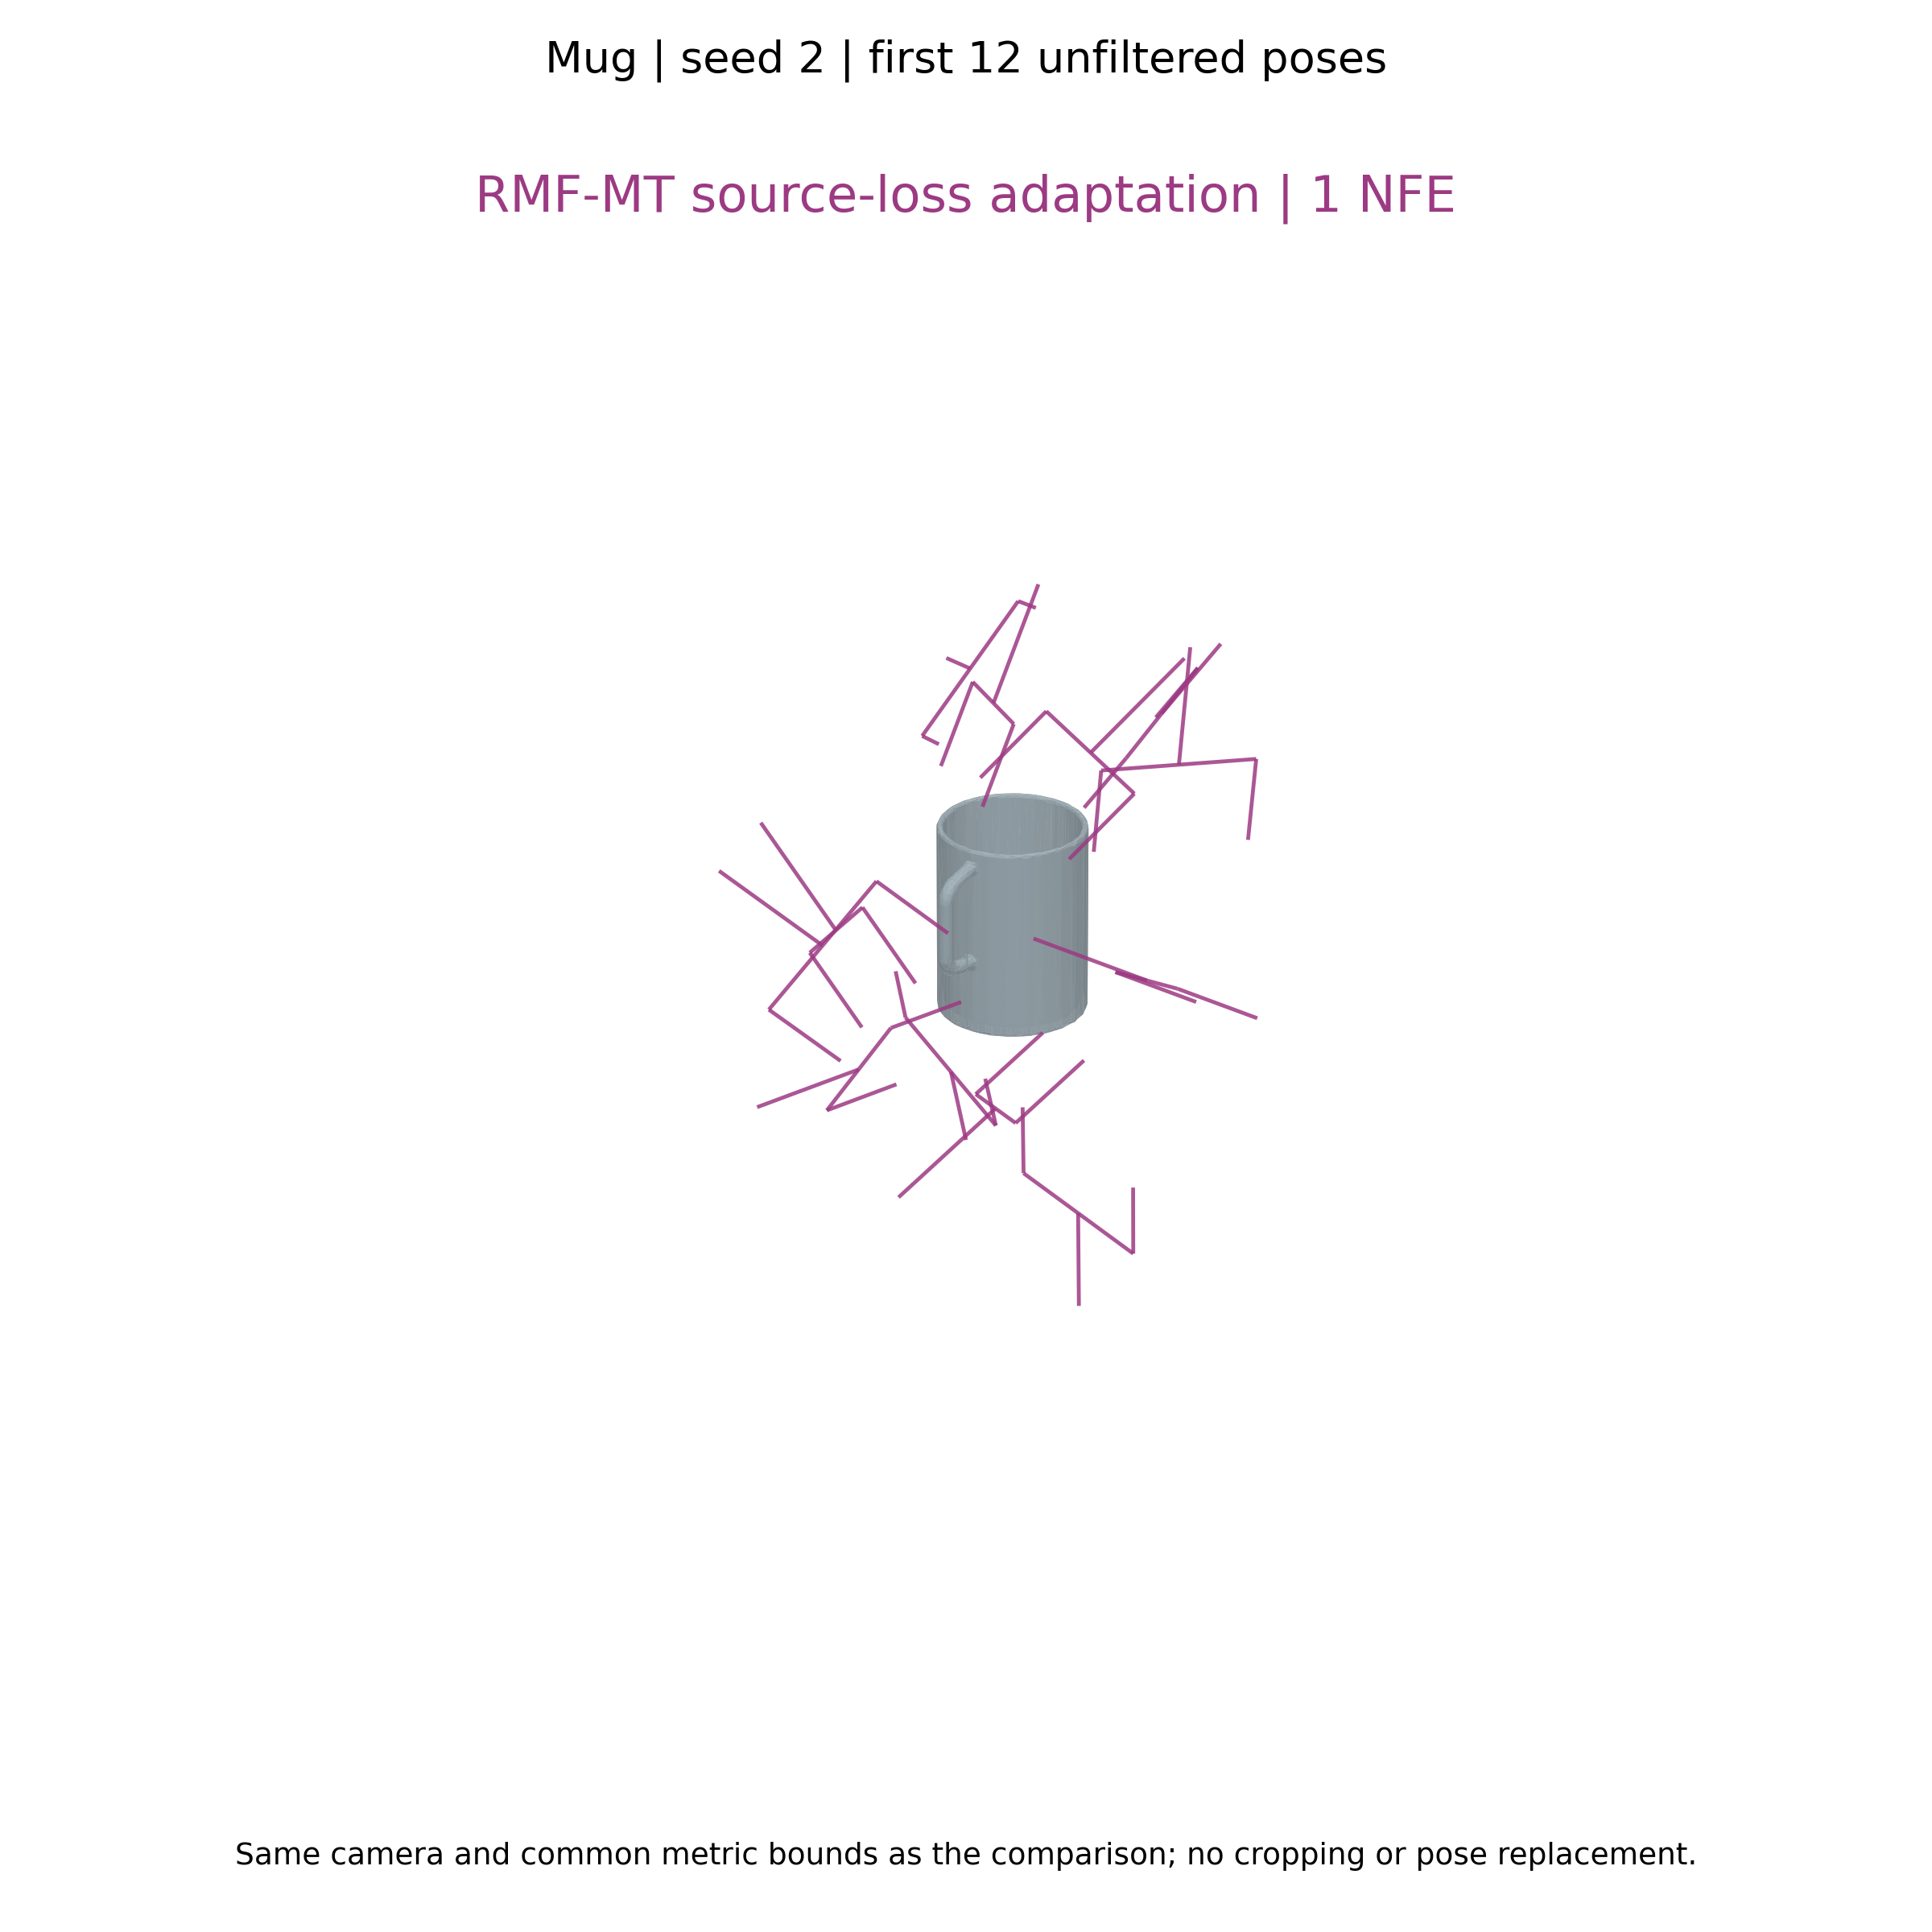 Mug | seed 2 | first 12 unfiltered poses
RMF-MT source-loss adaptation | 1 NFE
Same camera and common metric bounds as the comparison; no cropping or pose replacement.